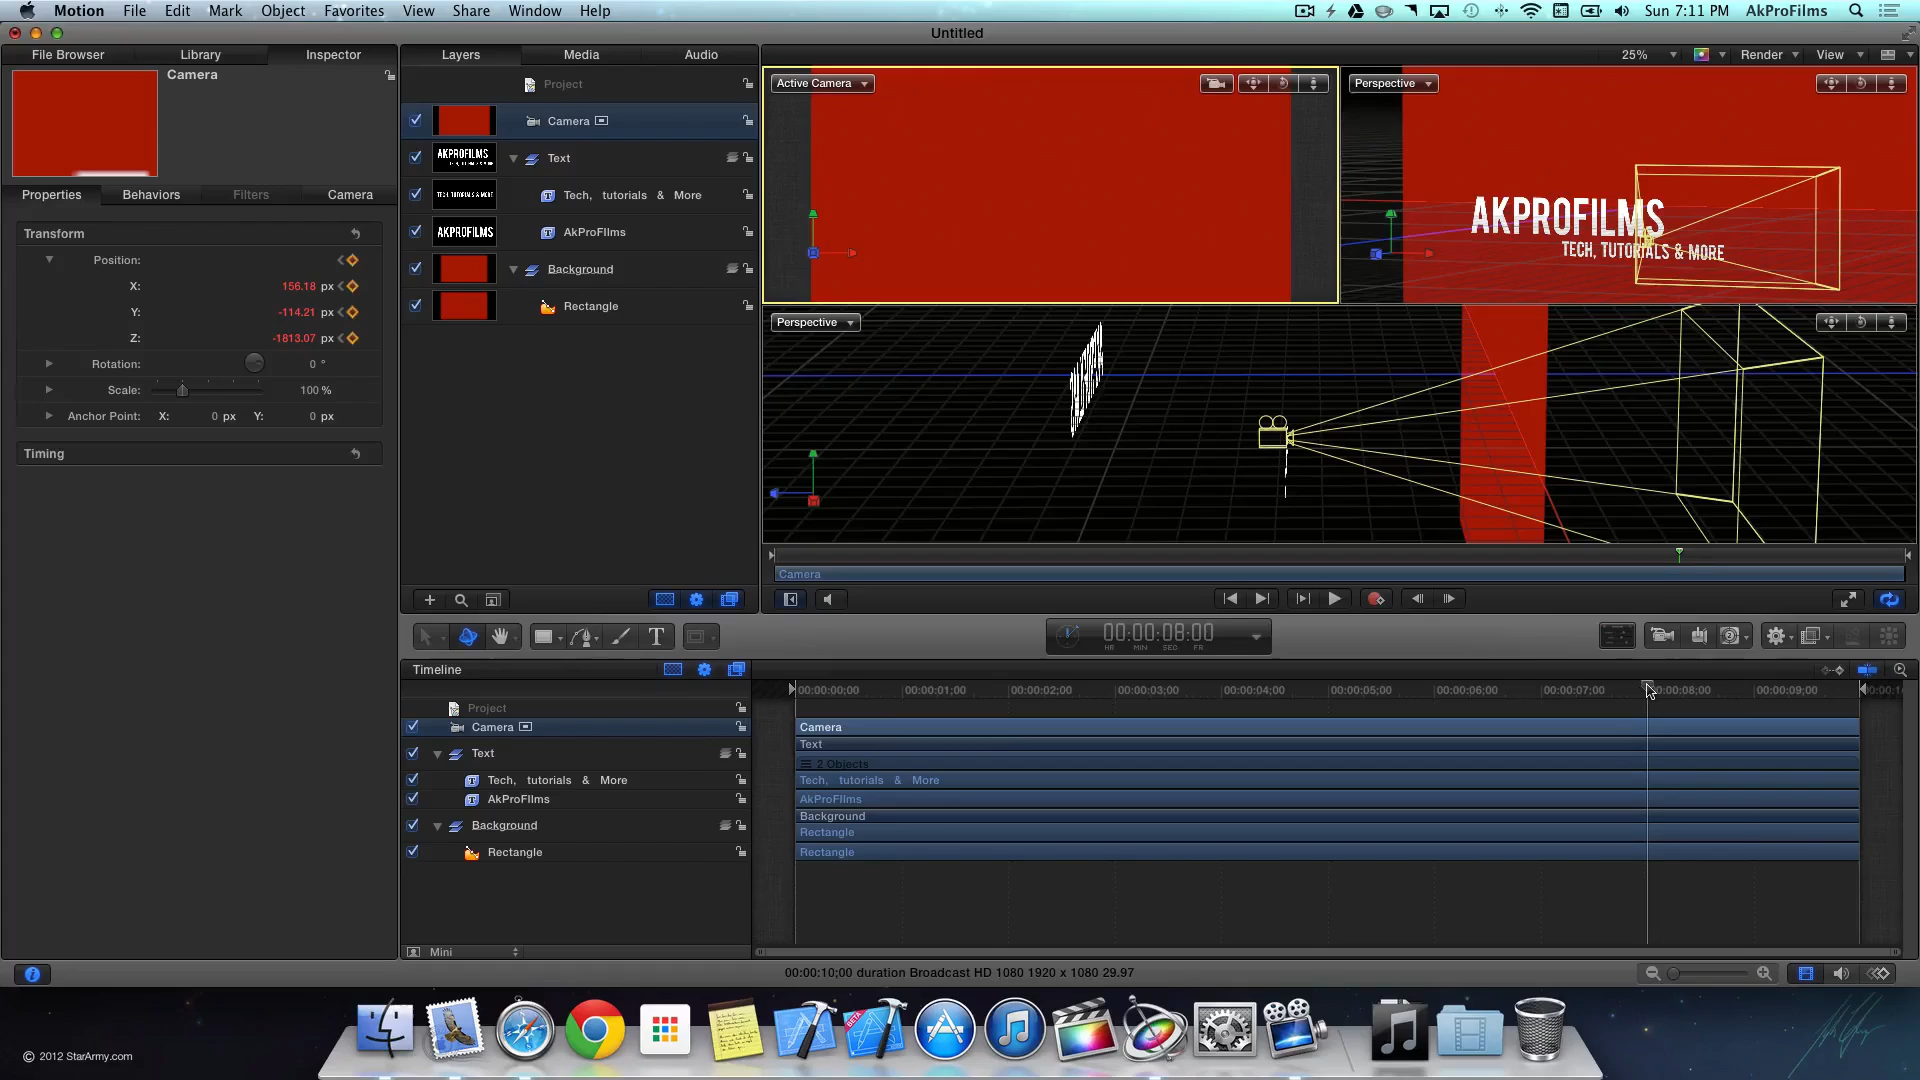 Motion File Edit Mark Object Favorites View Share Window Help Sun 7:11 PM AkProFilms
Untitled
File Browser Library Inspector
Layers Media Audio
25% Render View
Camera
Project
Camera
Text
Tech, tutorials & More
AkProFIlms
Background
Rectangle
AKPROFILMS
TECH, TUTORIALS & MORE
AKPROFILMS
Properties Behaviors Filters Camera
Transform
Position:
X: 156.18 px
Y: -114.21 px
Z: -1813.07 px
Rotation: 0 °
Scale: 100 %
Anchor Point: X: 0 px Y: 0 px
Timing
Active Camera
Perspective
AKPROFILMS
TECH, TUTORIALS & MORE
Perspective
Camera
00:00:08:00
HR MIN SEC FR
Timeline
00:00:00;00 00:00:01;00 00:00:02;00 00:00:03;00 00:00:04;00 00:00:05;00 00:00:06;00 00:00:07;00 00:00:08;00 00:00:09;00
Project
Camera
Text
Tech, tutorials & More
AkProFIlms
Background
Rectangle
Camera
Text
2 Objects
Tech, tutorials & More
AkProFIlms
Background
Rectangle
Rectangle
Mini
00:00:10;00 duration Broadcast HD 1080 1920 x 1080 29.97
BETA
© 2012 StarArmy.com